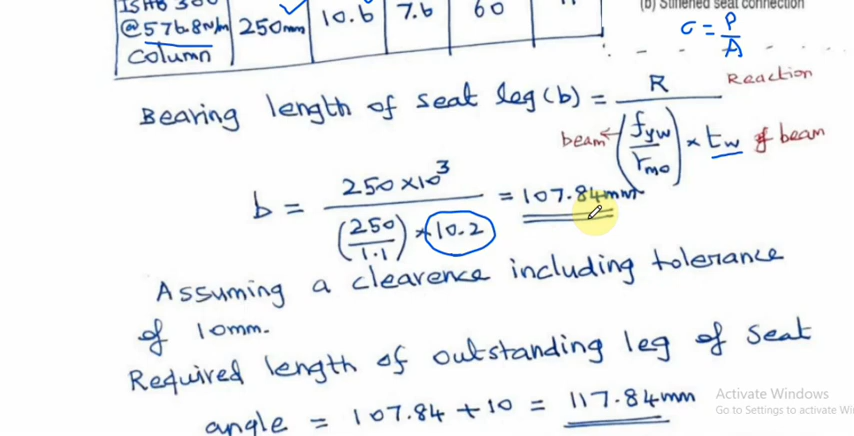 ISHB 300
(b) Stiffened seat connection
@576.8N/m 250mm 10.6 7.6 60
column
σ = P/A
Bearing length of seat leg (b) = R / ((fyw/γmo) × tw) Reaction
beam of beam
b = 250×10³ / ((250/1.1) × 10.2) = 107.84mm
Assuming a clearence including tolerance
of 10mm.
Required length of outstanding leg of seat
angle = 107.84 + 10 = 117.84mm
Activate Windows
Go to Settings to activate Wi